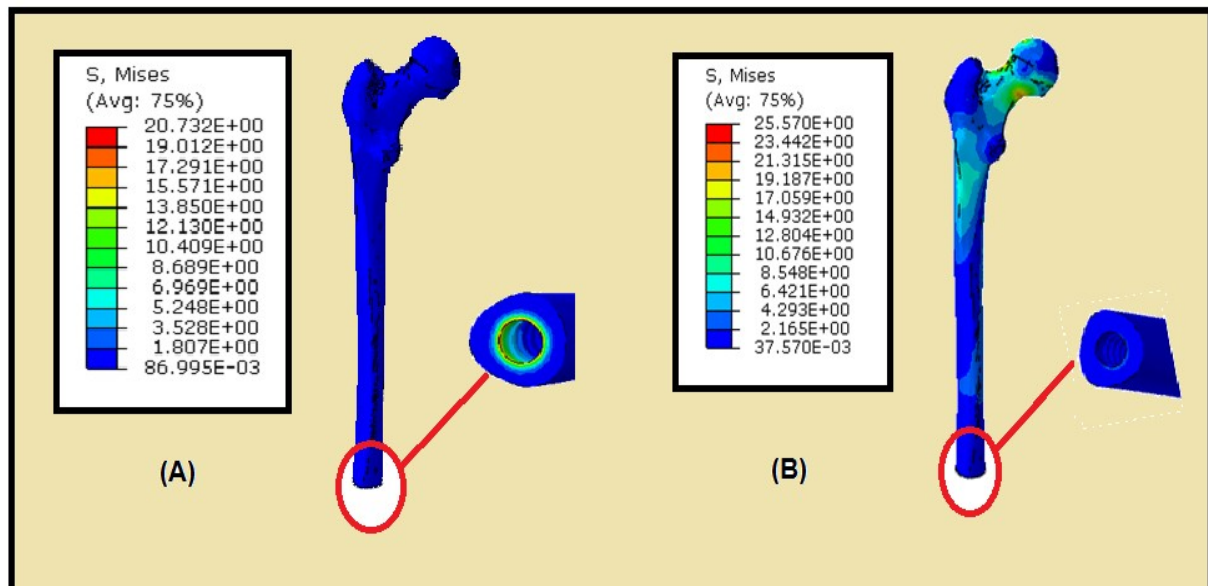 S, Mises
(Avg: 75%)
20.732E+00
19.012E+00
17.291E+00
15.571E+00
13.850E+00
12.130E+00
10.409E+00
8.689E+00
6.969E+00
5.248E+00
3.528E+00
1.807E+00
86.995E-03
(A)
S, Mises
(Avg: 75%)
25.570E+00
23.442E+00
21.315E+00
19.187E+00
17.059E+00
14.932E+00
12.804E+00
10.676E+00
8.548E+00
6.421E+00
4.293E+00
2.165E+00
37.570E-03
(B)